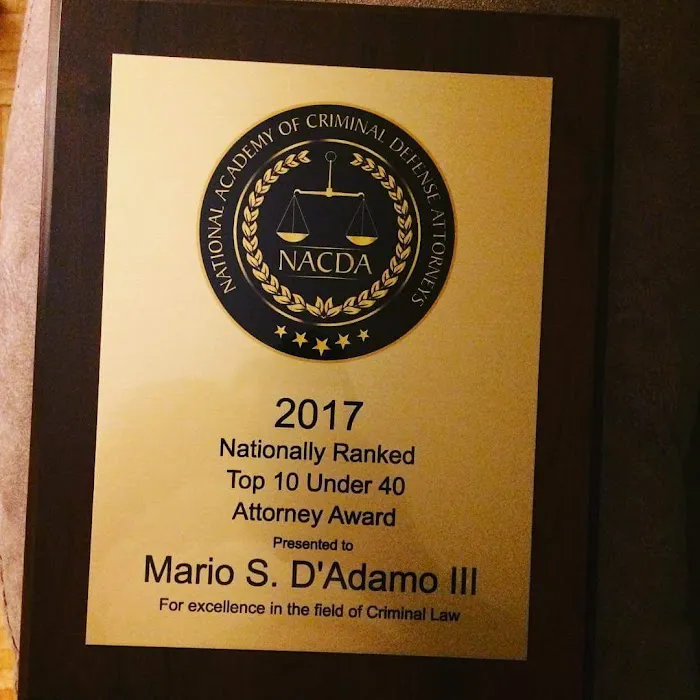 NATIONAL ACADEMY OF CRIMINAL DEFENSE ATTORNEYS
NACDA
2017
Nationally Ranked
Top 10 Under 40
Attorney Award
Presented to
Mario S. D'Adamo III
For excellence in the field of Criminal Law